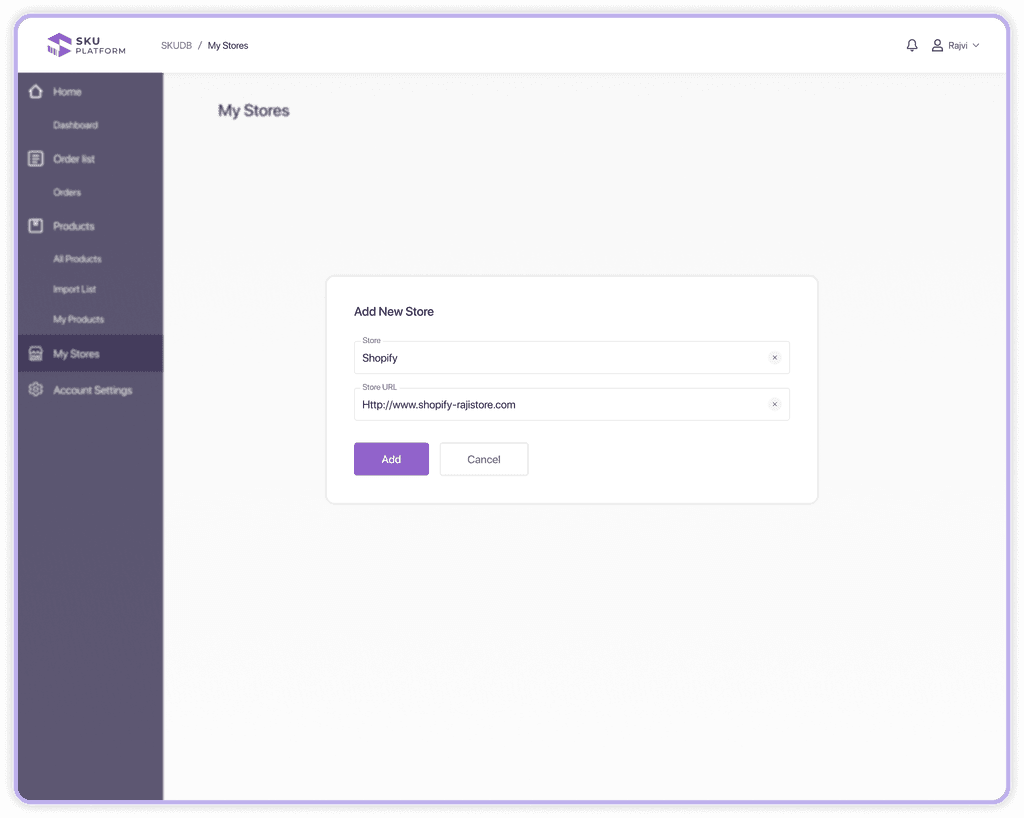 SKU
PLATFORM
SKUDB / My Stores
Rajvi
Home
Dashboard
Order list
Orders
Products
All Products
Import List
My Products
My Stores
Account Settings
My Stores
Add New Store
Store
Shopify
Store URL
Http://www.shopify-rajistore.com
Add
Cancel